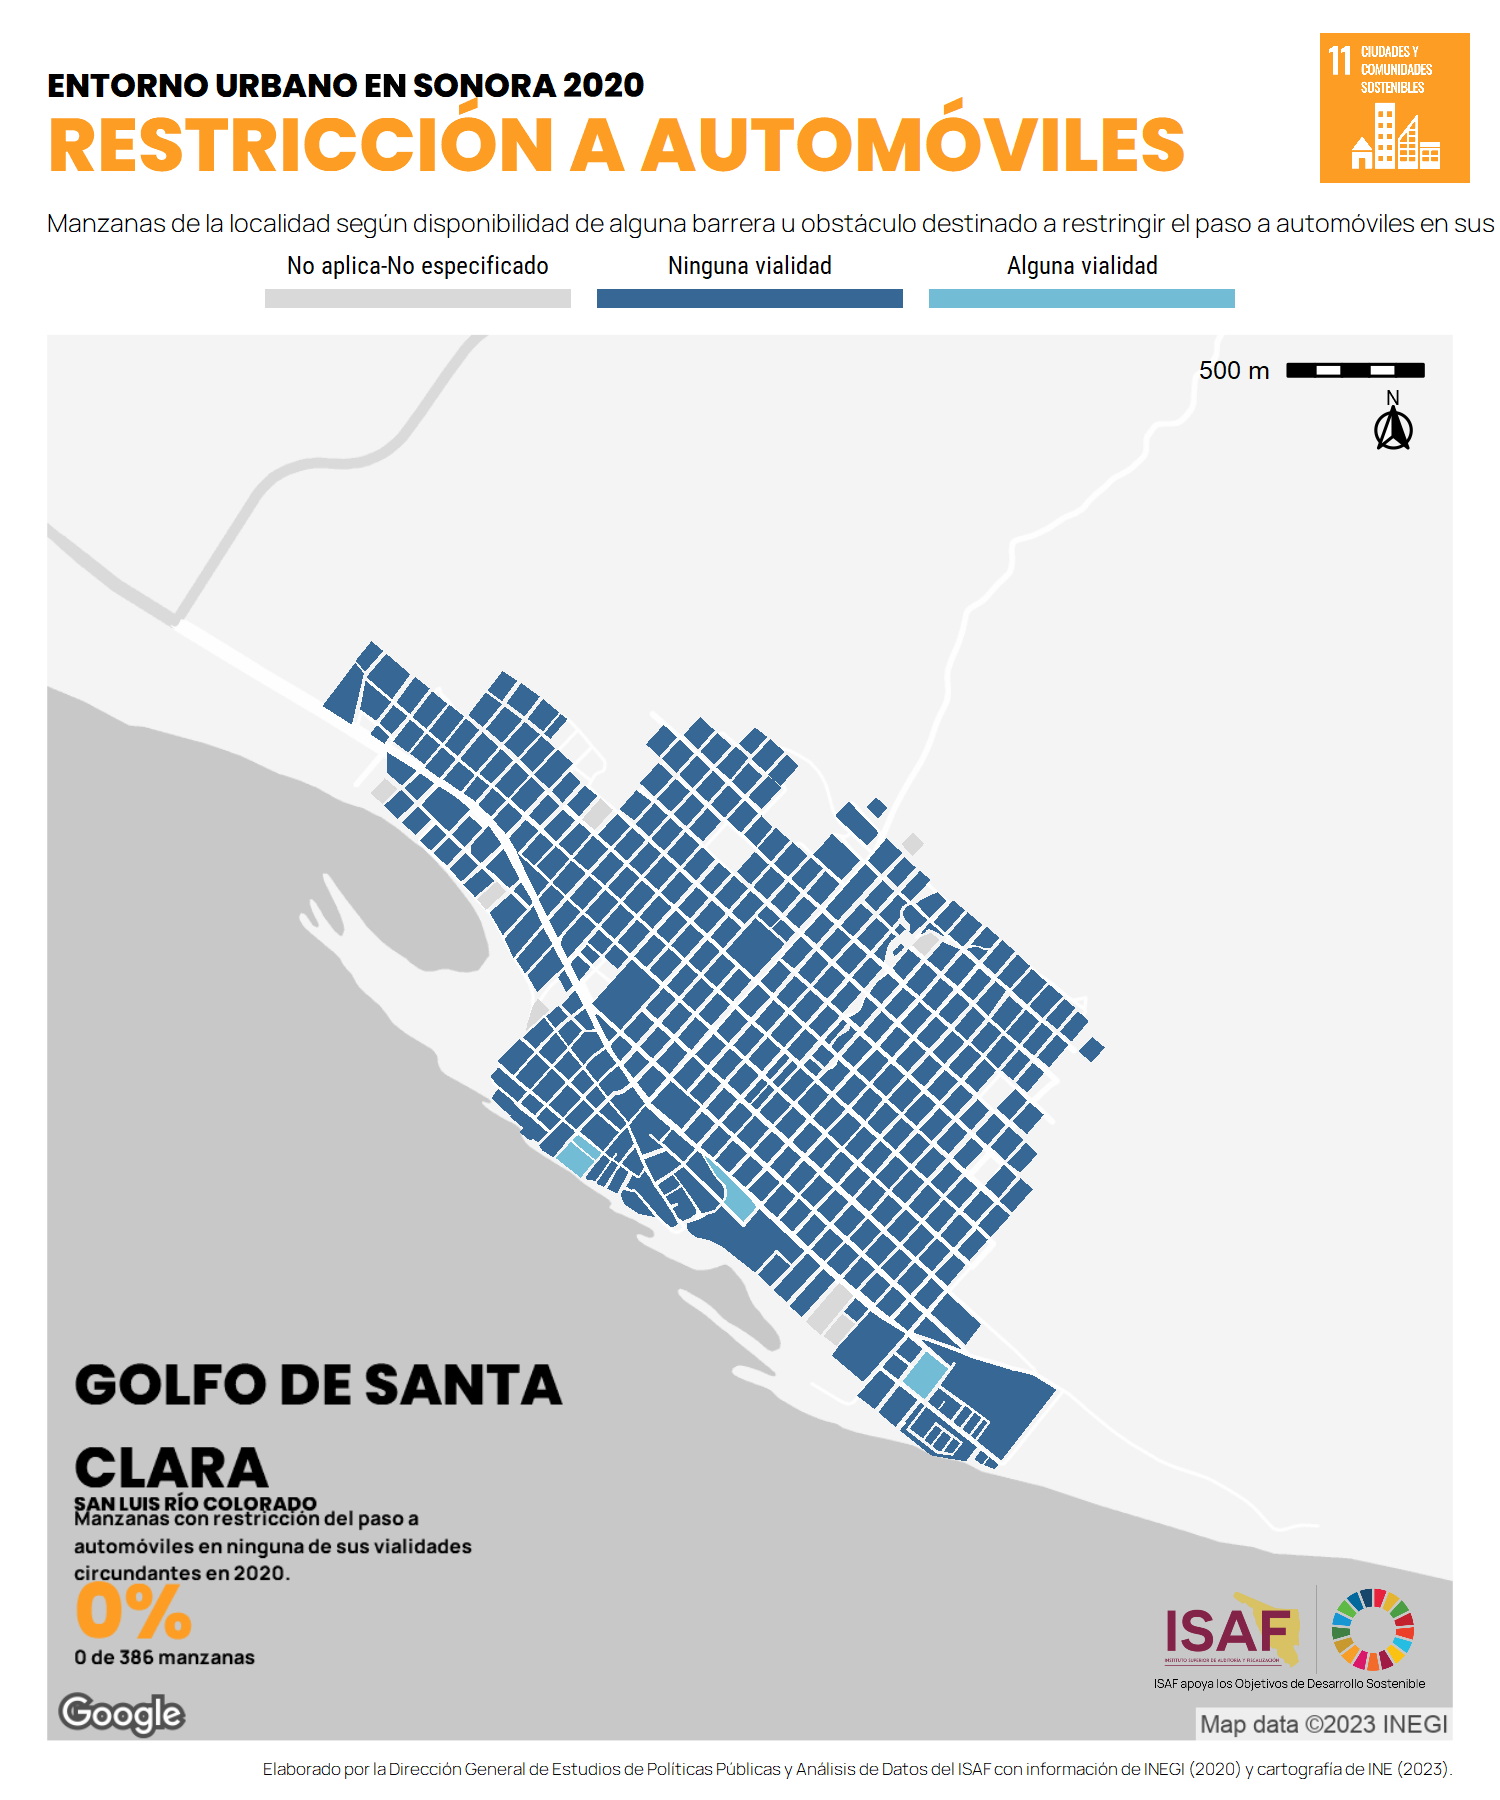 ENTORNO URBANO EN SONORA 2020
RESTRICCIÓN A AUTOMÓVILES
11 CIUDADES Y
COMUNIDADES
SOSTENIBLES
Manzanas de la localidad según disponibilidad de alguna barrera u obstáculo destinado a restringir el paso a automóviles en sus
No aplica-No especificado
Ninguna vialidad
Alguna vialidad
500 m
N
GOLFO DE SANTA
CLARA
SAN LUIS RÍO COLORADO
Manzanas con restricción del paso a
automóviles en ninguna de sus vialidades
circundantes en 2020.
0%
0 de 386 manzanas
ISAF
INSTITUTO SUPERIOR DE AUDITORÍA Y FISCALIZACIÓN
ISAF apoya los Objetivos de Desarrollo Sostenible
Google
Map data ©2023 INEGI
Elaborado por la Dirección General de Estudios de Políticas Públicas y Análisis de Datos del ISAF con información de INEGI (2020) y cartografía de INE (2023).